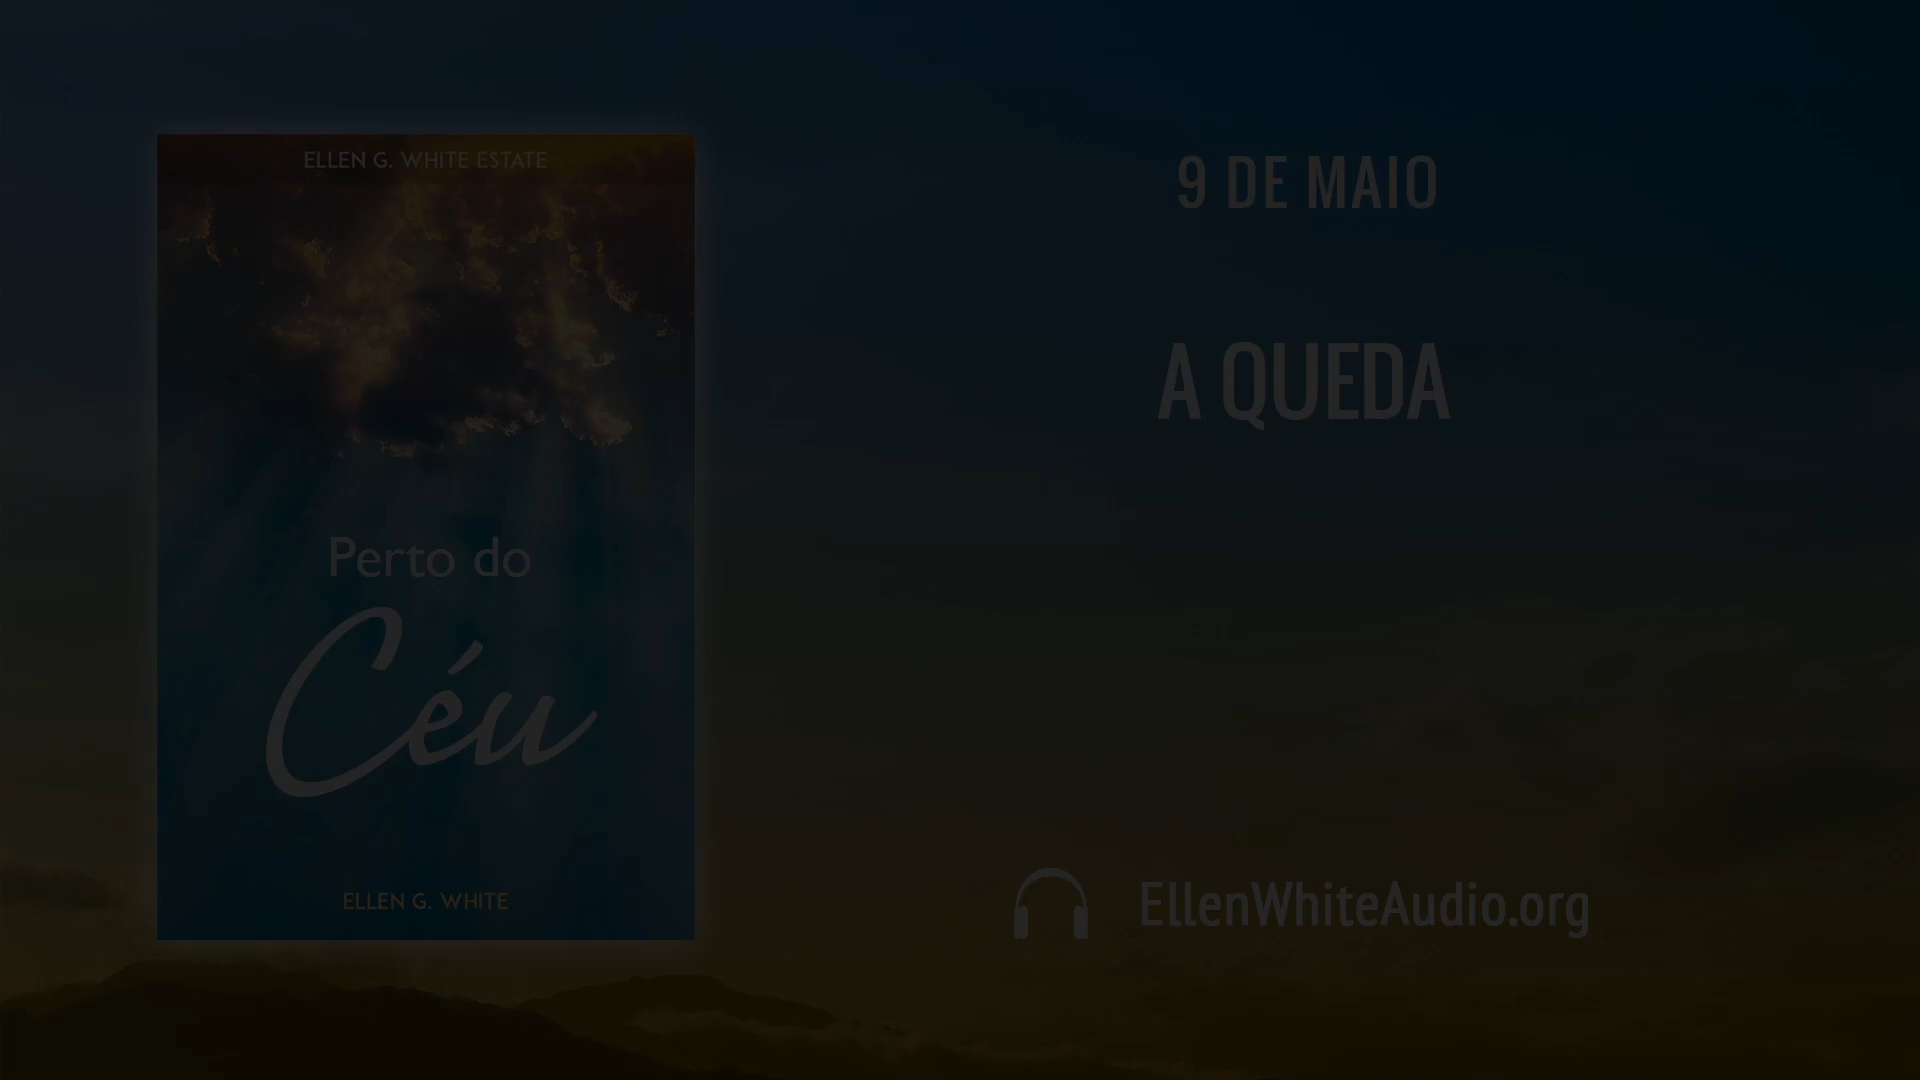 ELLEN G. WHITE ESTATE
Perto do
Céu
ELLEN G. WHITE
9 DE MAIO
A QUEDA
EllenWhiteAudio.org